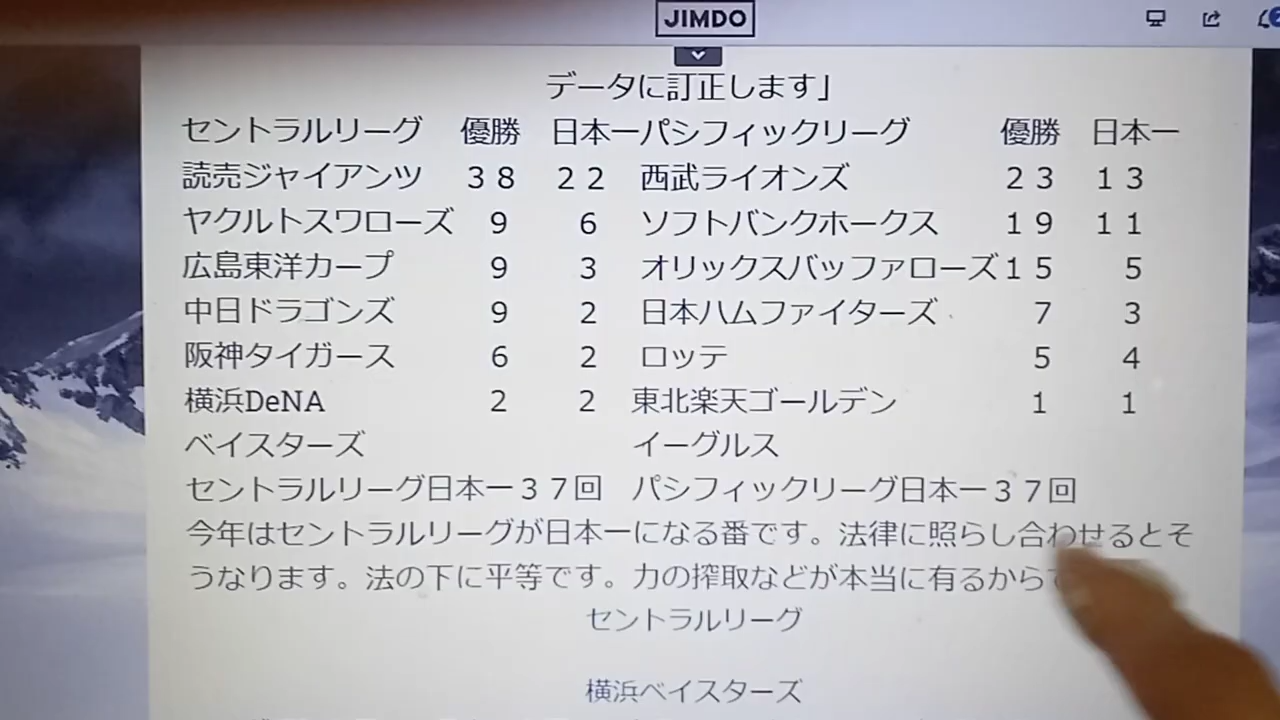 JIMDO
データに訂正します」
セントラルリーグ 優勝 日本一パシフィックリーグ 優勝 日本一
読売ジャイアンツ 38 22 西武ライオンズ 23 13
ヤクルトスワローズ 9 6 ソフトバンクホークス 19 11
広島東洋カープ 9 3 オリックスバッファローズ15 5
中日ドラゴンズ 9 2 日本ハムファイターズ 7 3
阪神タイガース 6 2 ロッテ 5 4
横浜DeNA 2 2 東北楽天ゴールデン 1 1
ベイスターズ イーグルス
セントラルリーグ日本一37回 パシフィックリーグ日本一37回
今年はセントラルリーグが日本一になる番です。法律に照らし合わせるとそ
うなります。法の下に平等です。力の搾取などが本当に有るから
セントラルリーグ
横浜ベイスターズ